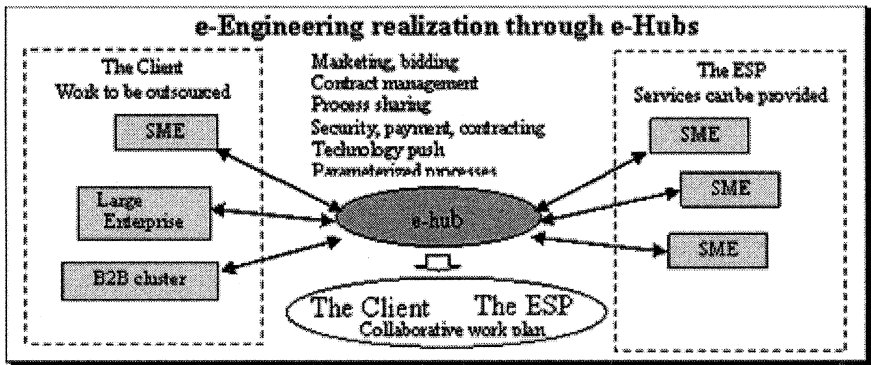 e-Engineering realization through e-Hubs
The Client
Work to be outsourced
SME
Large
Enterprise
B2B cluster
Marketing, bidding
Contract management
Process sharing
Security, payment, contracting
Technology push
Parameterized processes
e-hub
The Client The ESP
Collaborative work plan
The ESP
Services can be provided
SME
SME
SME